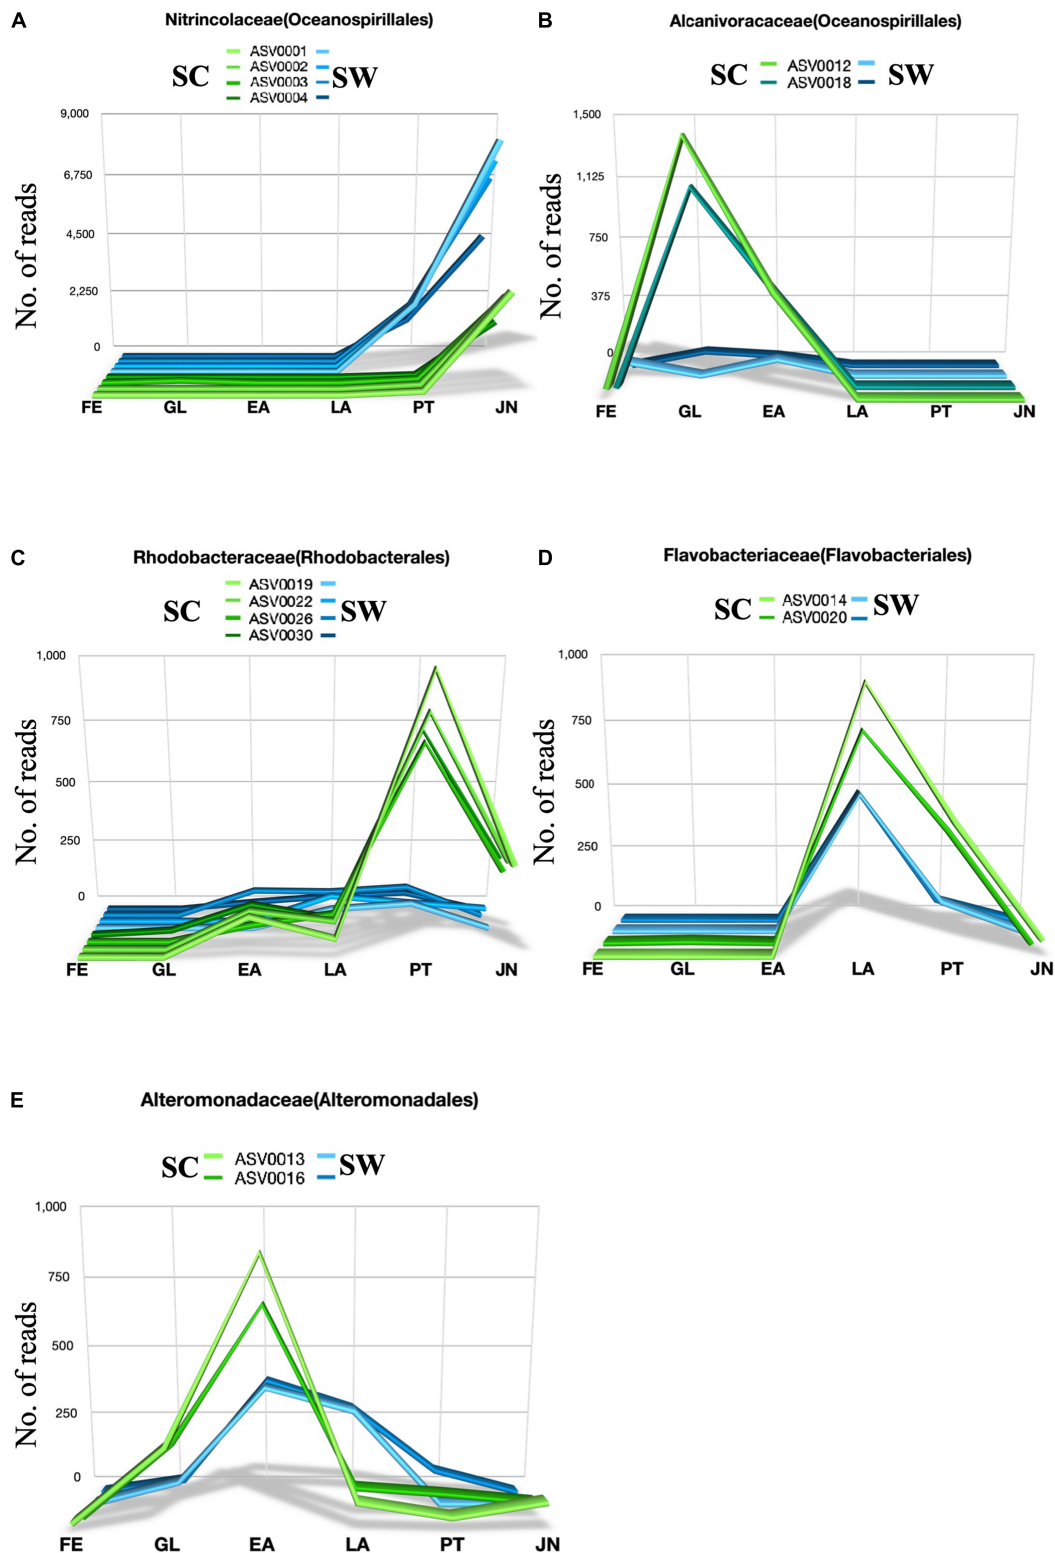 A
Nitrincolaceae(Oceanospirillales)
SC
ASV0001
ASV0002
ASV0003
ASV0004
SW
No. of reads
9,000
6,750
4,500
2,250
0
FE GL EA LA PT JN
B
Alcanivoracaceae(Oceanospirillales)
SC
ASV0012
ASV0018
SW
No. of reads
1,500
1,125
750
375
0
FE GL EA LA PT JN
C
Rhodobacteraceae(Rhodobacterales)
SC
ASV0019
ASV0022
ASV0026
ASV0030
SW
No. of reads
1,000
750
500
250
0
FE GL EA LA PT JN
D
Flavobacteriaceae(Flavobacteriales)
SC
ASV0014
ASV0020
SW
No. of reads
1,000
750
500
250
0
FE GL EA LA PT JN
E
Alteromonadaceae(Alteromonadales)
SC
ASV0013
ASV0016
SW
No. of reads
1,000
750
500
250
0
FE GL EA LA PT JN